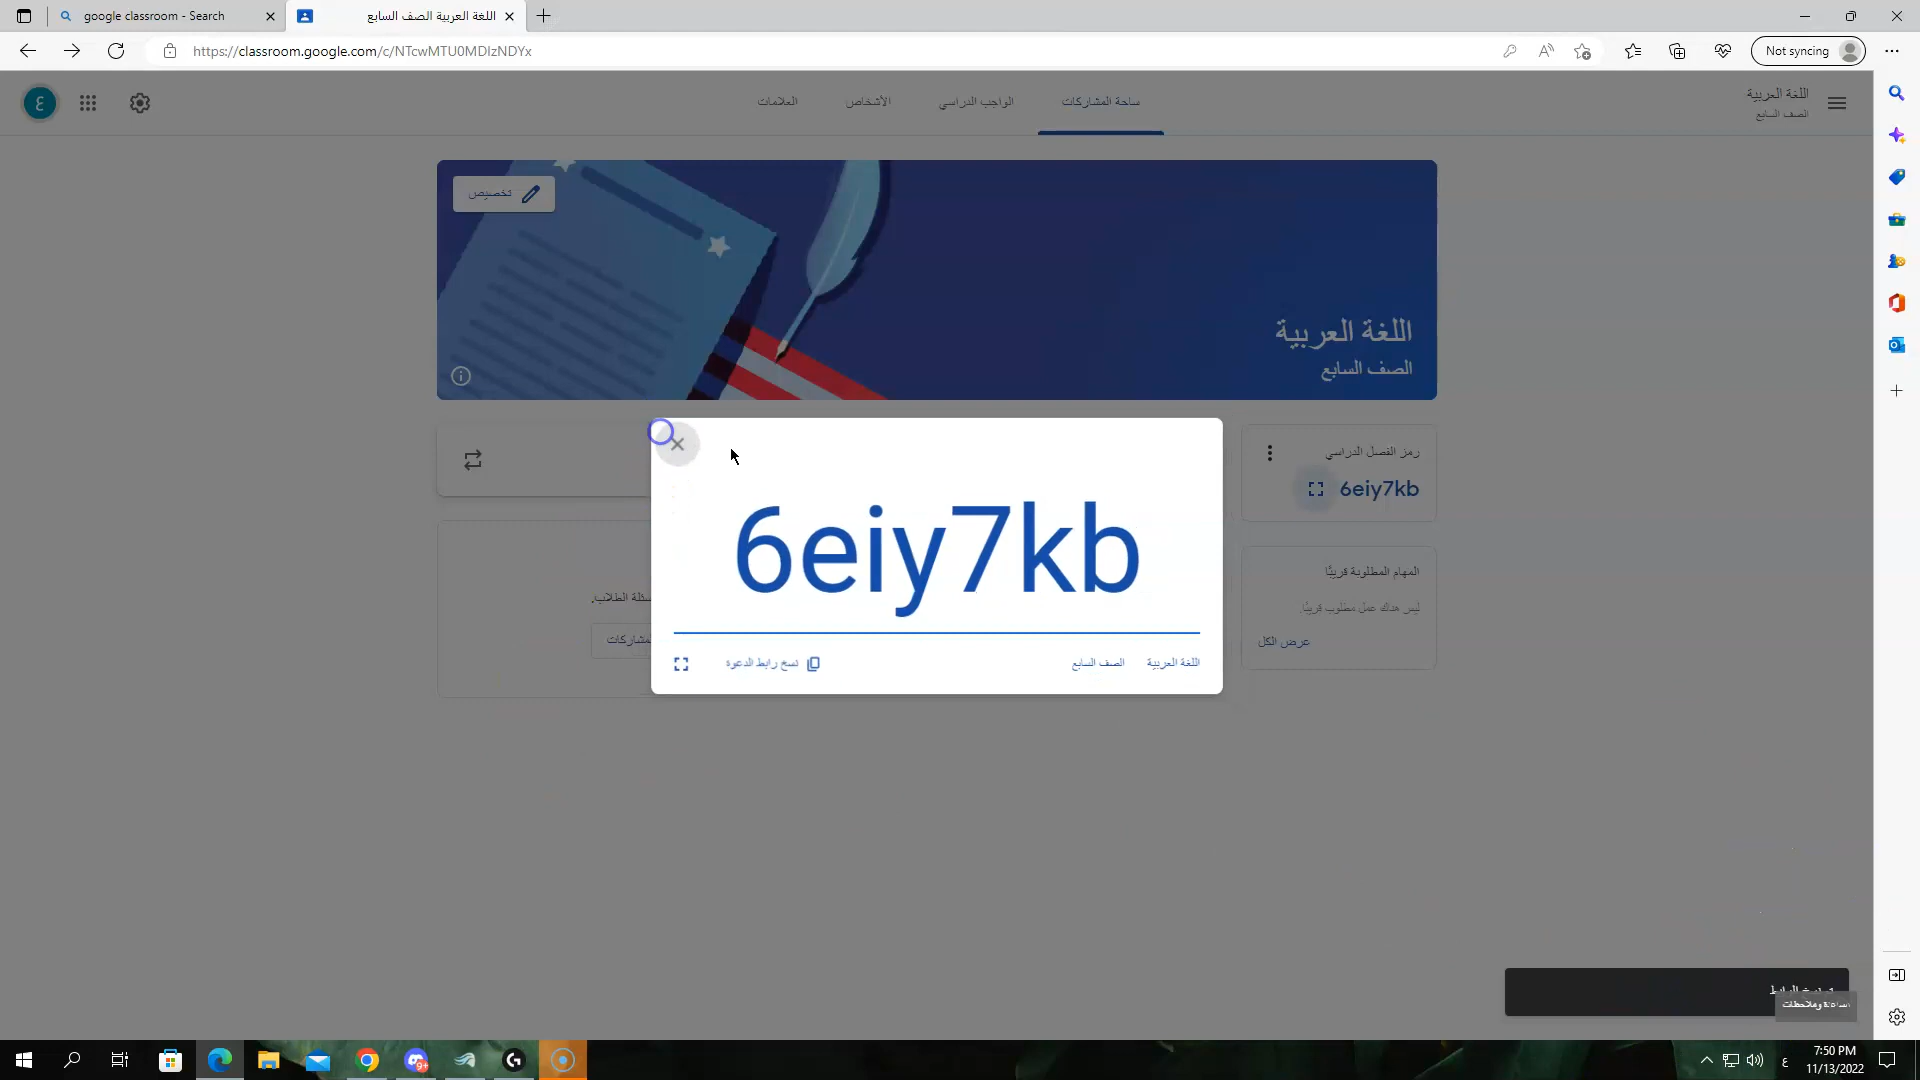 google classroom - Search
اللغة العربية الصف السابع
https://classroom.google.com/c/NTcwMTU0MDIzNDYx
Not syncing
اللغة العربية
الصف السابع
ساحة المشاركات
الواجب الدراسي
الأشخاص
العلامات
تخصيص
اللغة العربية
الصف السابع
رمز الفصل الدراسي
6eiy7kb
6eiy7kb
المهام المطلوبة قريبًا
ليس هناك عمل مطلوب قريبًا.
عرض الكل
الطلاب.
اللغة العربية
الصف السابع
نسخ رابط الدعوة
ع
9+
ع
7:50 PM
11/13/2022